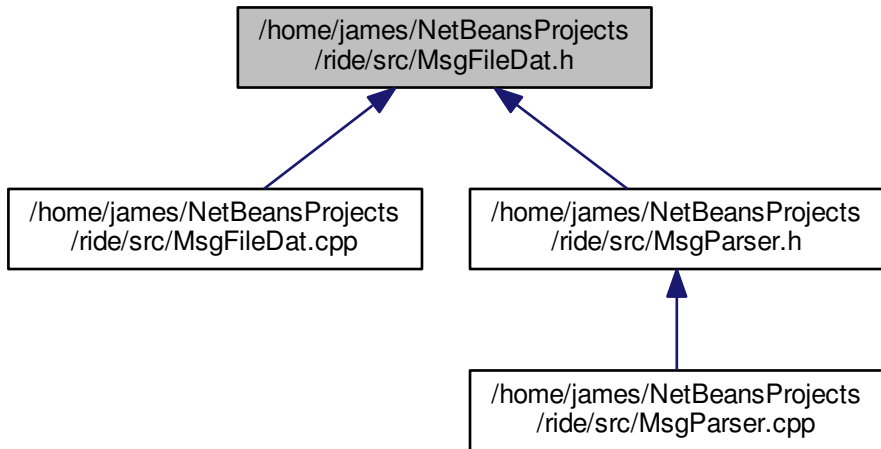 /home/james/NetBeansProjects
/ride/src/MsgFileDat.h
/home/james/NetBeansProjects
/ride/src/MsgFileDat.cpp
/home/james/NetBeansProjects
/ride/src/MsgParser.h
/home/james/NetBeansProjects
/ride/src/MsgParser.cpp